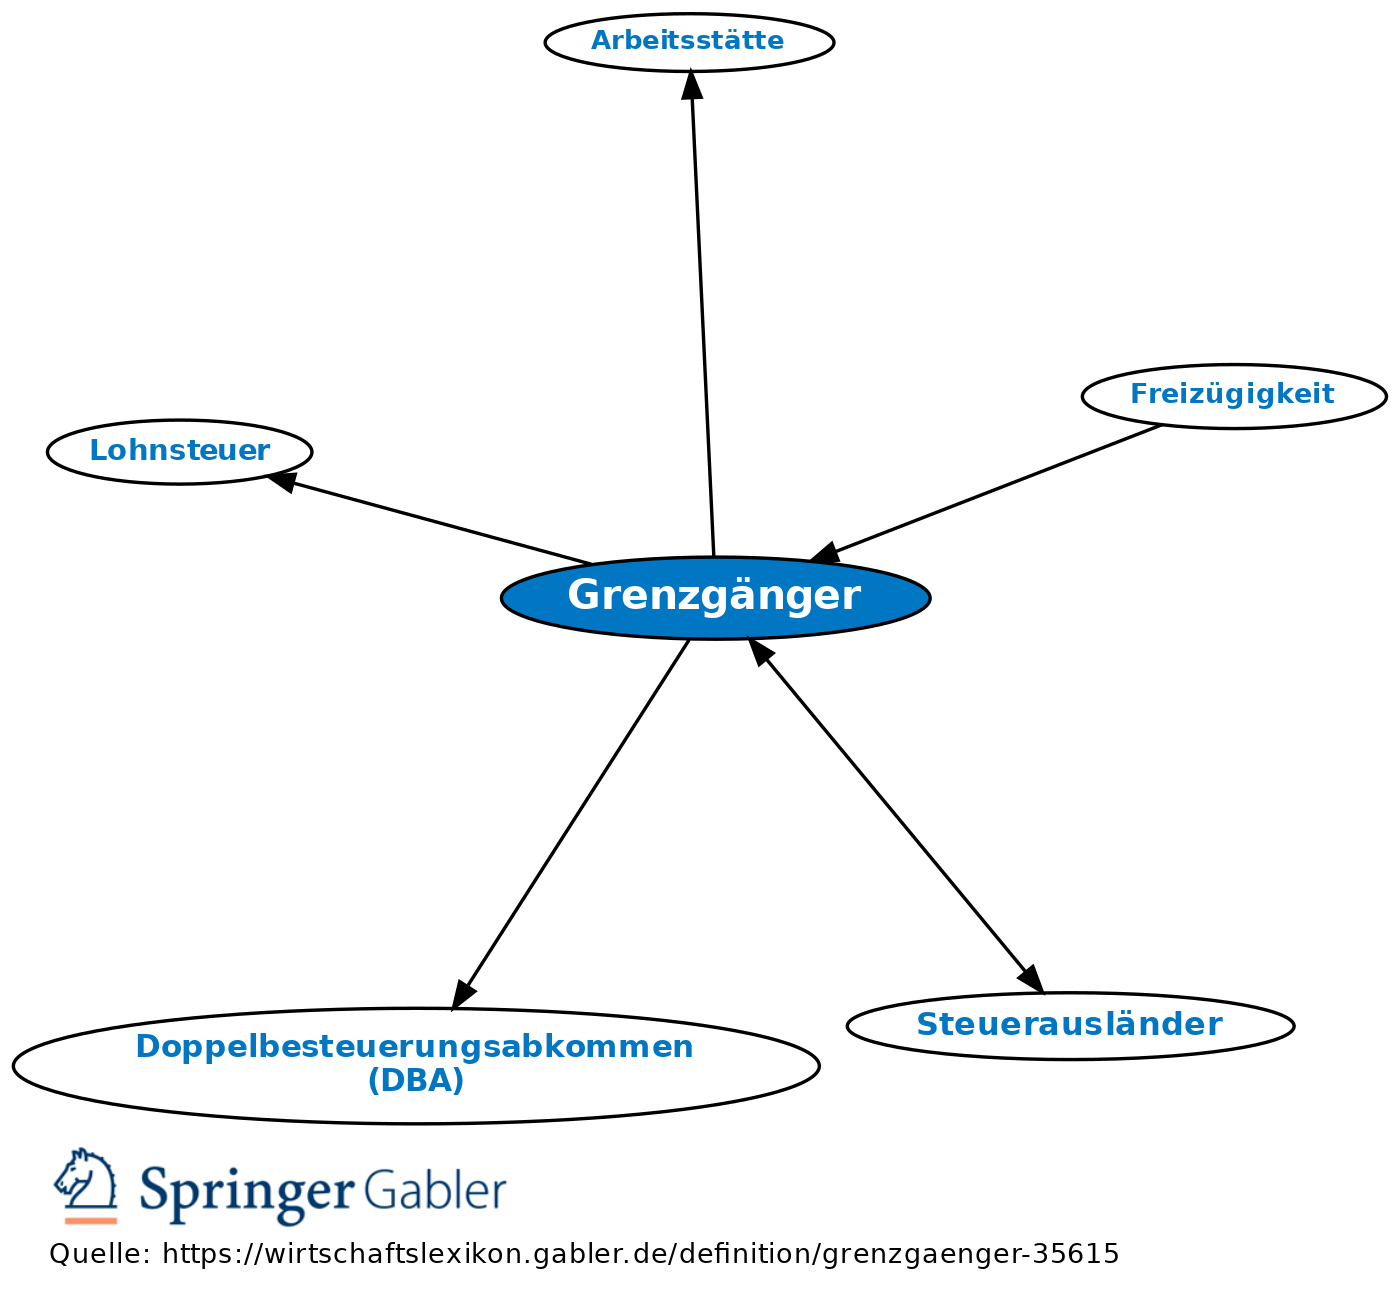 Arbeitsstätte
Freizügigkeit
Lohnsteuer
Grenzgänger
Steuerausländer
Doppelbesteuerungsabkommen
(DBA)
Springer Gabler
Quelle: https://wirtschaftslexikon.gabler.de/definition/grenzgaenger-35615